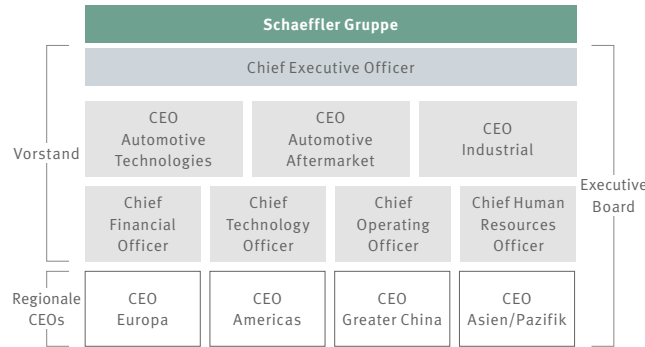 Schaeffler Gruppe
Chief Executive Officer
Vorstand
CEO
Automotive
Technologies
CEO
Automotive
Aftermarket
CEO
Industrial
Chief
Financial
Officer
Chief
Technology
Officer
Chief
Operating
Officer
Chief Human
Resources
Officer
Executive
Board
Regionale
CEOs
CEO
Europa
CEO
Americas
CEO
Greater China
CEO
Asien/Pazifik